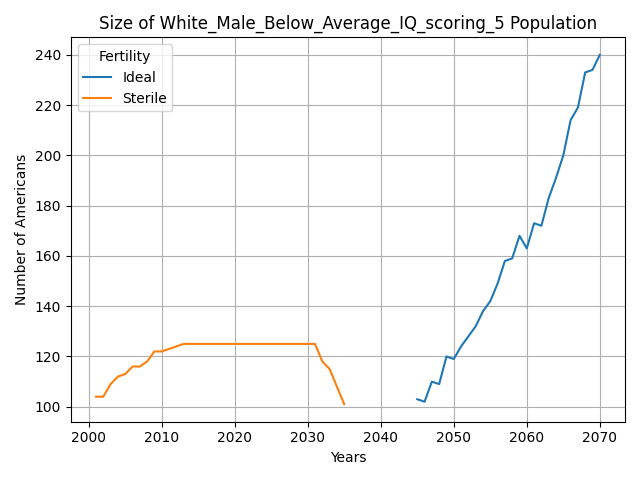 Size of White_Male_Below_Average_IQ_scoring_5 Population
Fertility
Ideal
Sterile
Number of Americans
240
220
200
180
160
140
120
100
2000 2010 2020 2030 2040 2050 2060 2070
Years